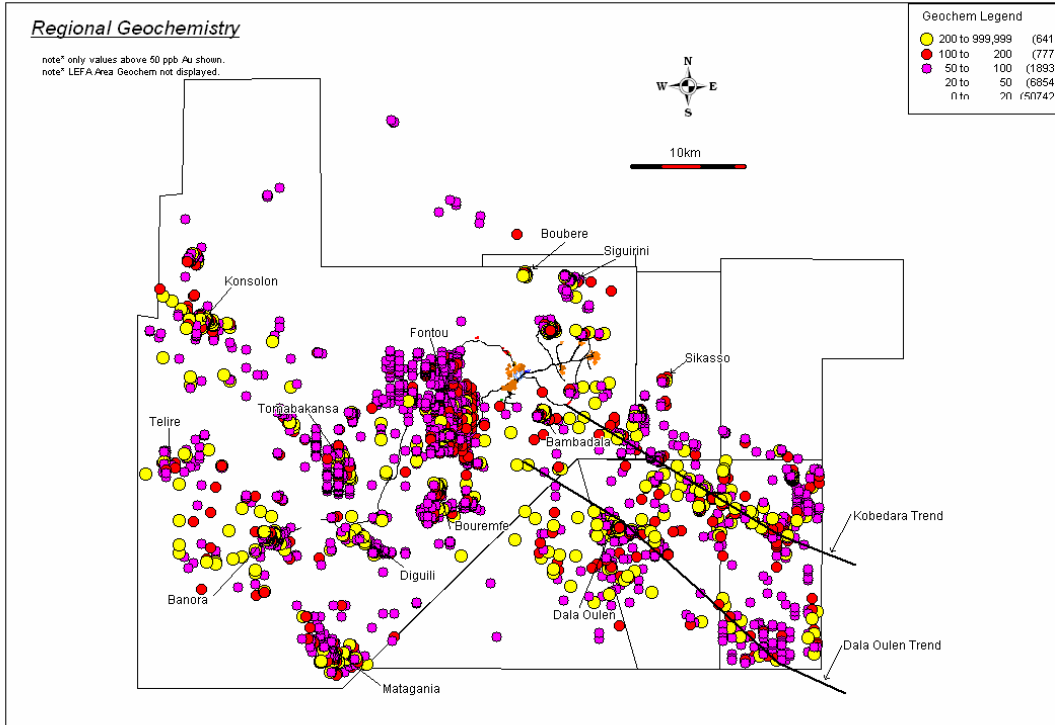 Regional Geochemistry
note* only values above 50 ppb Au shown.
note* LEFA Area Geochem not displayed.
Geochem Legend
200 to 999,999 (641
100 to 200 (777
50 to 100 (1893
20 to 50 (6854
0 to 20 (50742
N
W E
S
10km
Boubere
Siguirini
Konsolon
Fontou
Sikasso
Tomabakansa
Telire
Bambadala
Bouremfe
Kobedara Trend
Diguili
Banora
Dala Oulen
Dala Oulen Trend
Matagania